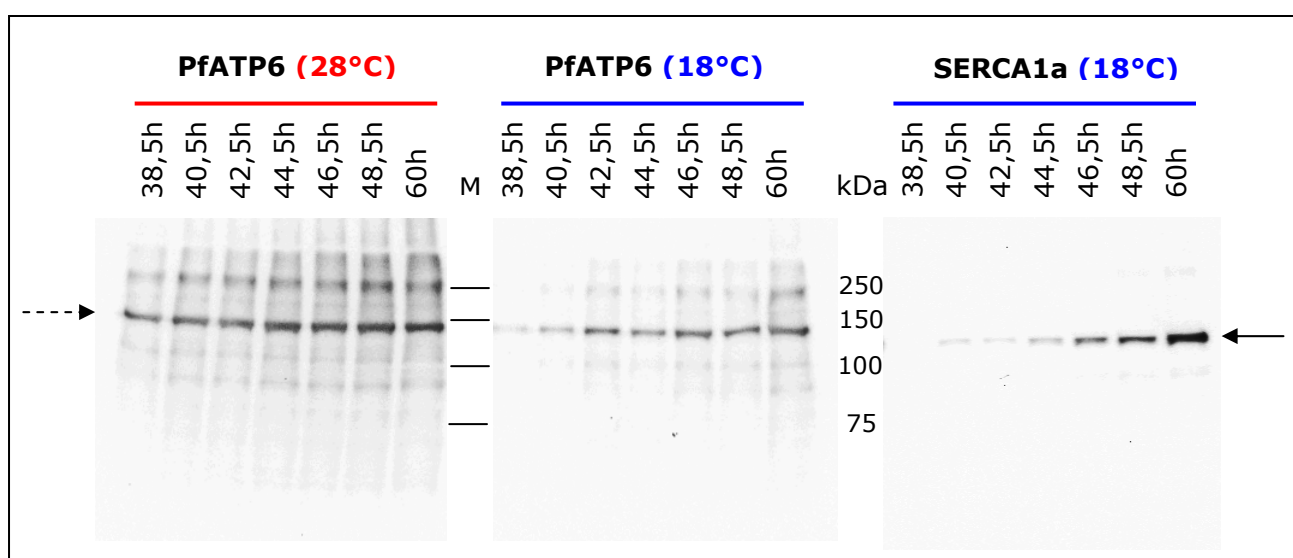 PfATP6 (28°C)
PfATP6 (18°C)
SERCA1a (18°C)
38,5h
40,5h
42,5h
44,5h
46,5h
48,5h
60h
M
38,5h
40,5h
42,5h
44,5h
46,5h
48,5h
60h
kDa
38,5h
40,5h
42,5h
44,5h
46,5h
48,5h
60h
250
150
100
75